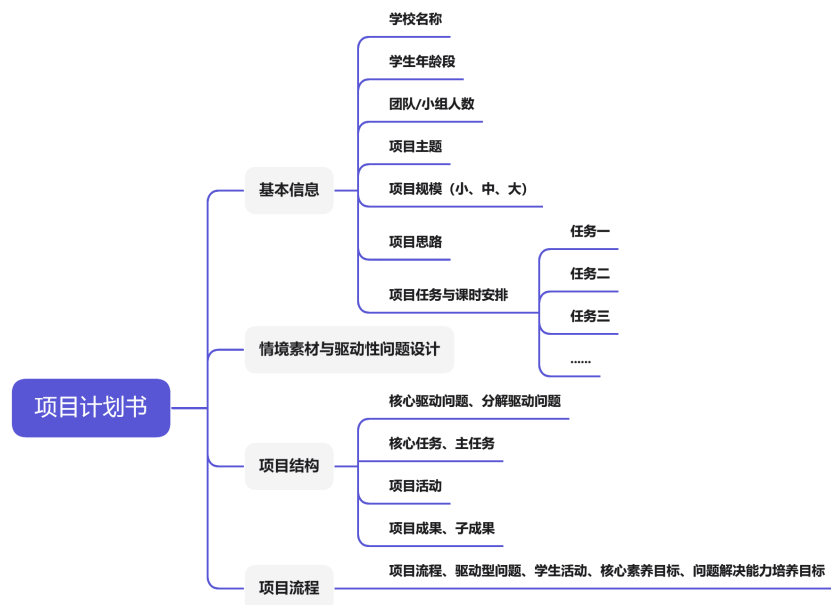 项目计划书
基本信息
学校名称
学生年龄段
团队/小组人数
项目主题
项目规模（小、中、大）
项目思路
项目任务与课时安排
任务一
任务二
任务三
......
情境素材与驱动性问题设计
项目结构
核心驱动问题、分解驱动问题
核心任务、主任务
项目活动
项目成果、子成果
项目流程
项目流程、驱动型问题、学生活动、核心素养目标、问题解决能力培养目标